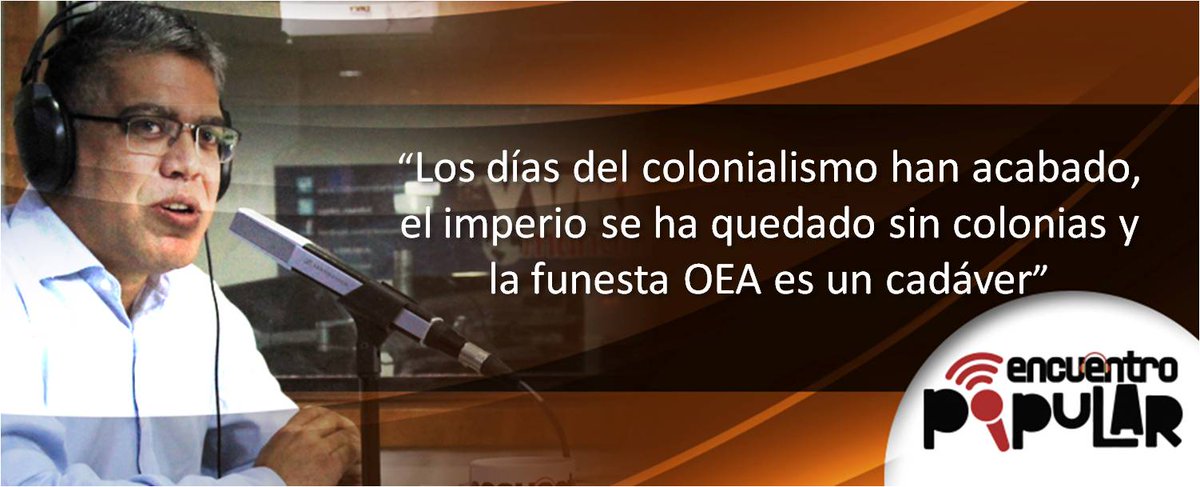 “Los días del colonialismo han acabado,
el imperio se ha quedado sin colonias y
la funesta OEA es un cadáver”
encuentro
POPULAR